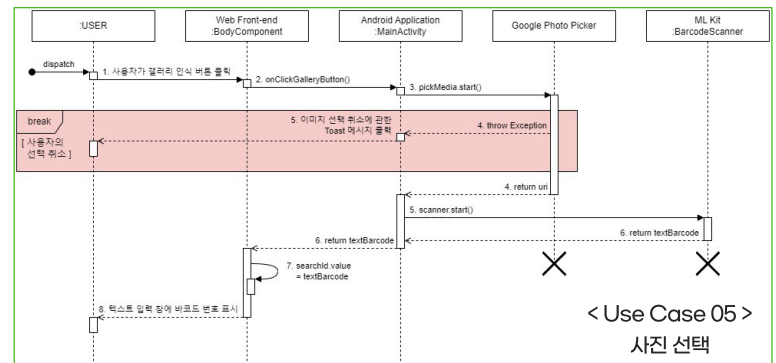 :USER
Web Front-end
:BodyComponent
Android Application
:MainActivity
Google Photo Picker
ML Kit
:BarcodeScanner
dispatch
1. 사용자가 갤러리 인식 버튼 클릭
2. onClickGalleryButton()
3. pickMedia.start()
break
[ 사용자의
선택 취소 ]
5. 이미지 선택 취소에 관한
Toast 메시지 출력
4. throw Exception
4. return uri
5. scanner.start()
6. return textBarcode
6. return textBarcode
7. searchId.value
= textBarcode
8. 텍스트 입력 창에 바코드 번호 표시
< Use Case 05 >
사진 선택